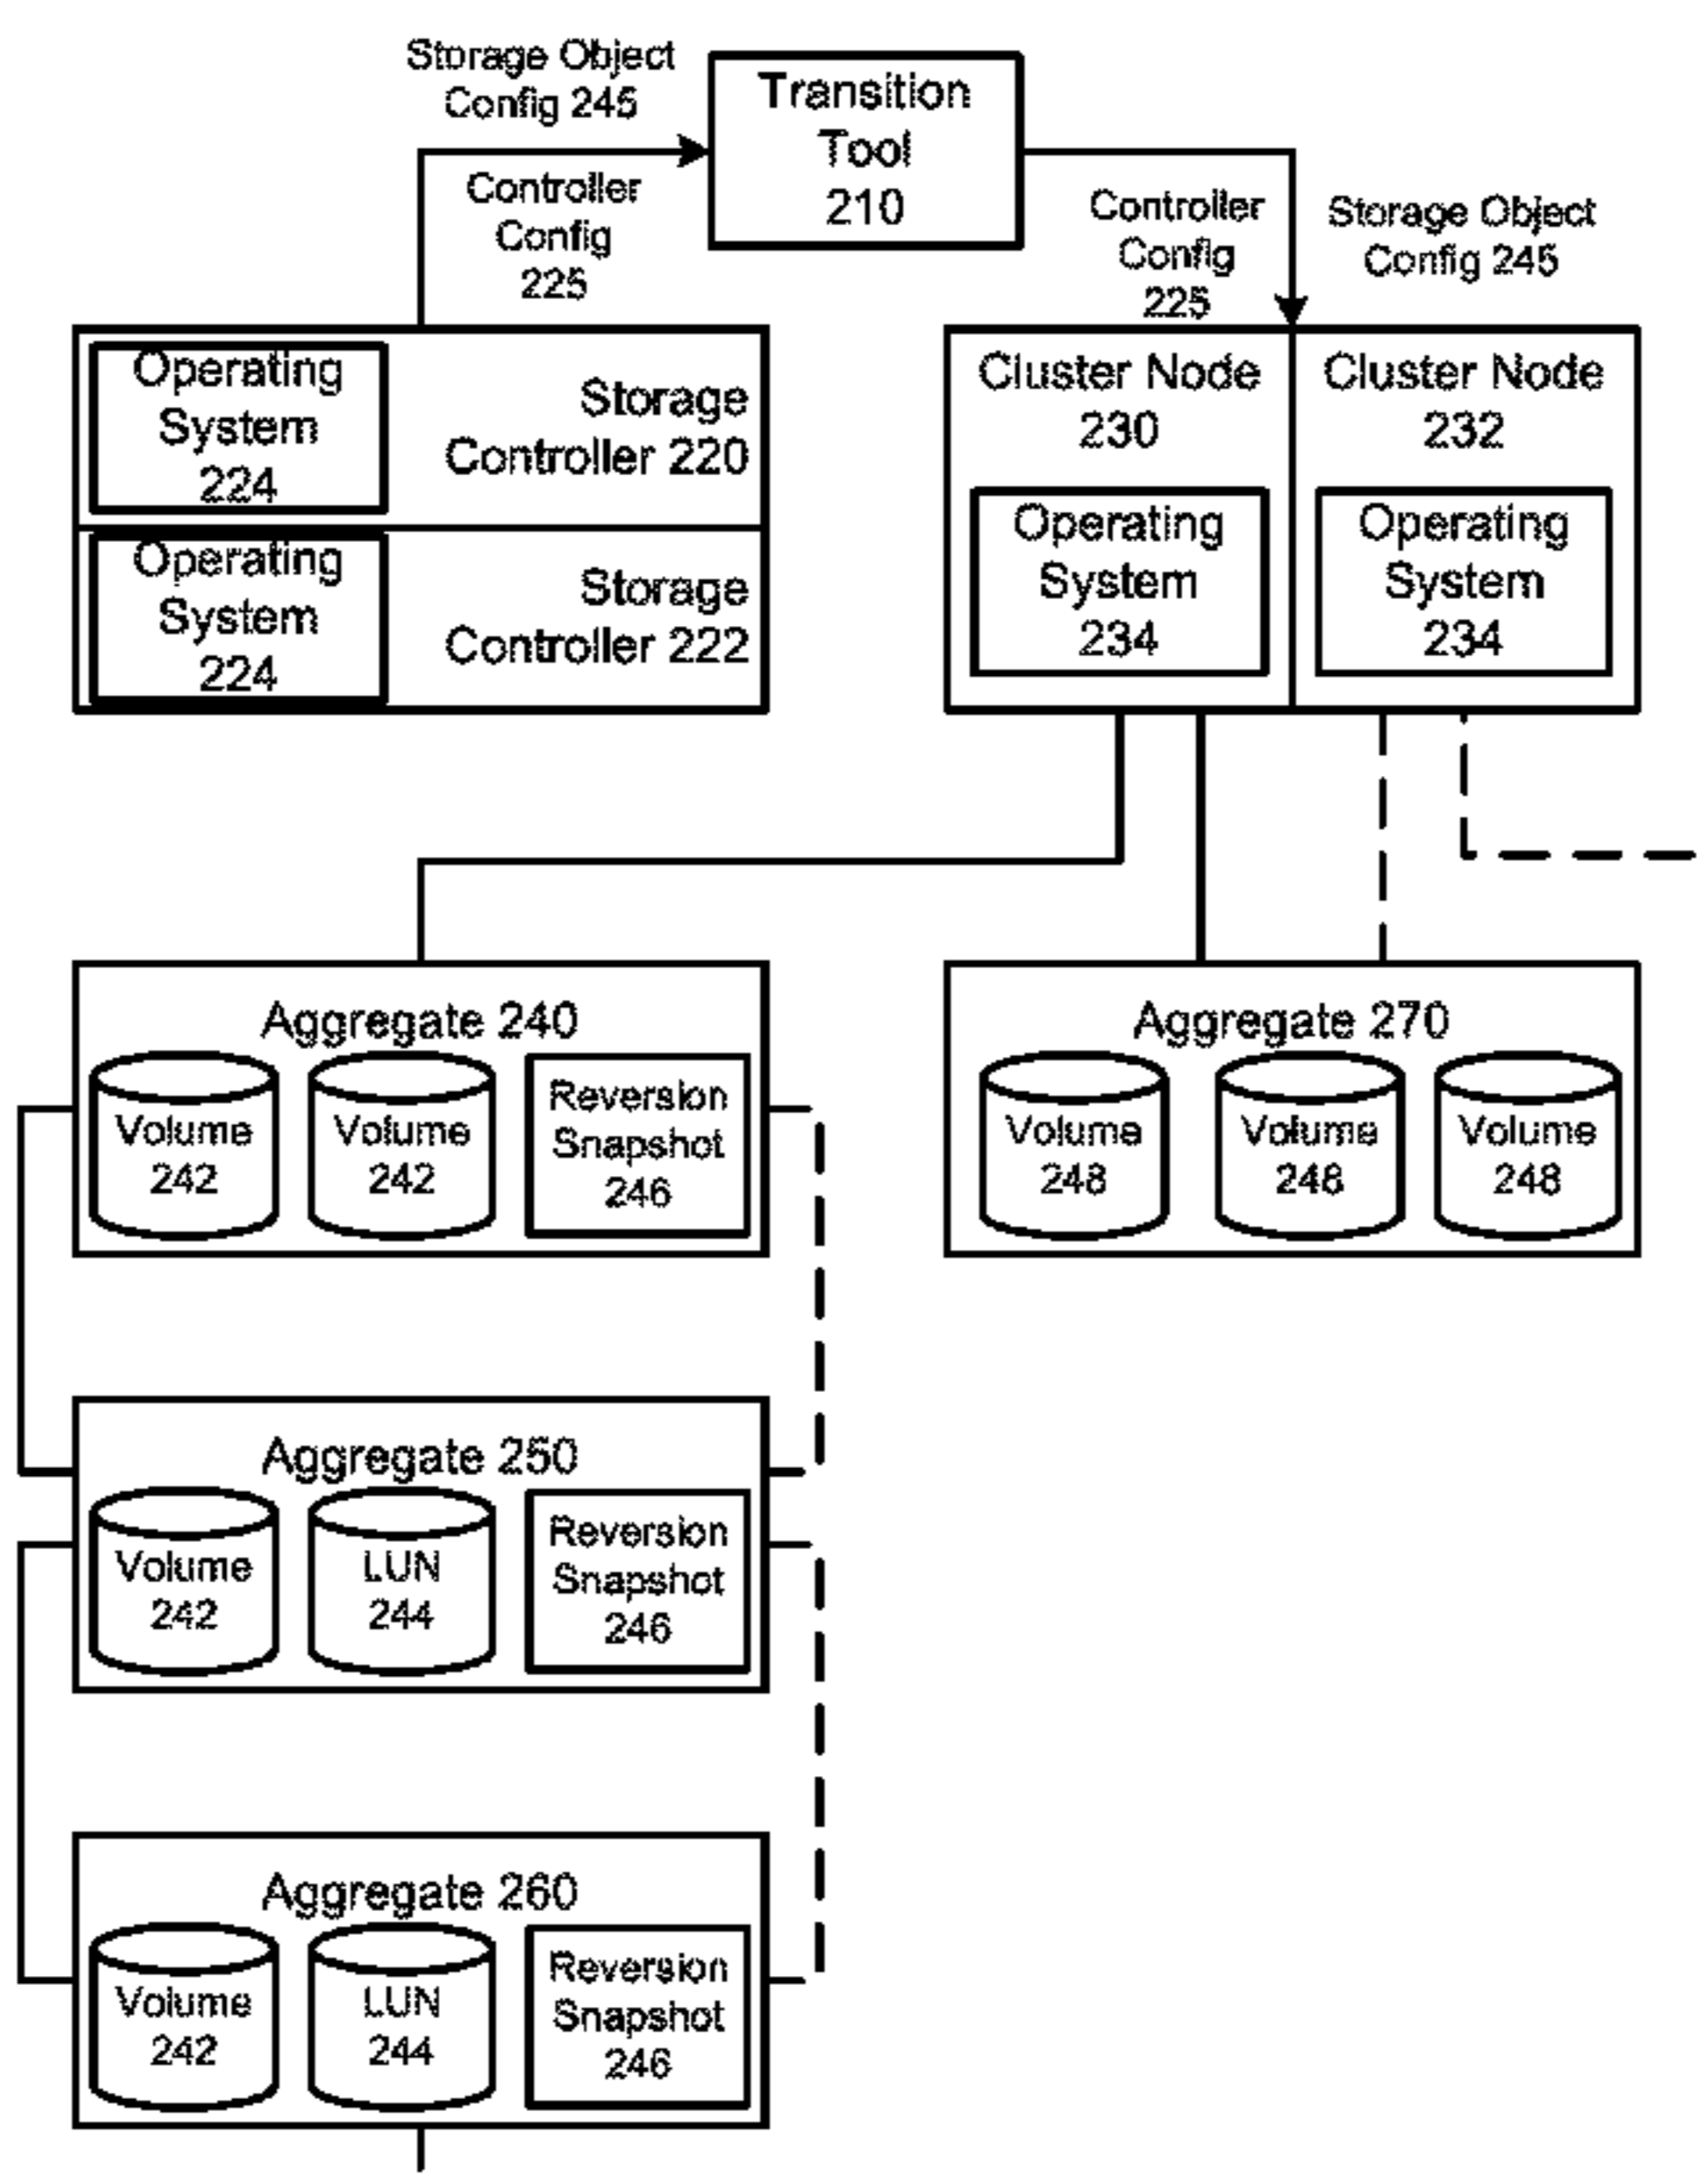 Storage Object
Config 245
Transition
Tool
210
Controller
Config
225
Controller
Config
225
Storage Object
Config 245
Operating
System
224
Storage
Controller 220
Operating
System
224
Storage
Controller 222
Cluster Node
230
Operating
System
234
Cluster Node
232
Operating
System
234
Aggregate 240
Volume
242
Volume
242
Reversion
Snapshot
246
Aggregate 270
Volume
248
Volume
248
Volume
248
Aggregate 250
Volume
242
LUN
244
Reversion
Snapshot
246
Aggregate 260
Volume
242
LUN
244
Reversion
Snapshot
246